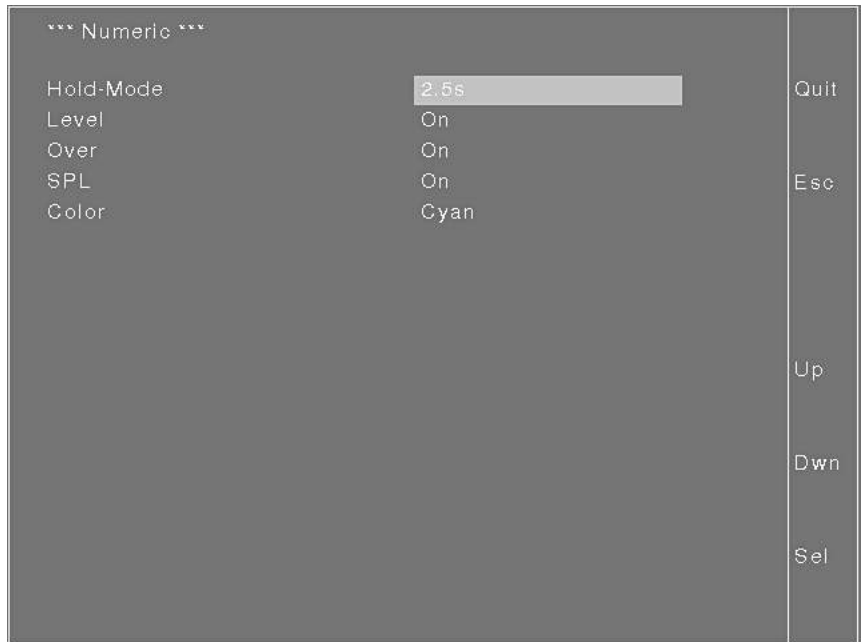 *** Numeric ***
Hold-Mode 2.5s
Level On
Over On
SPL On
Color Cyan
Quit
Esc
Up
Dwn
Sel